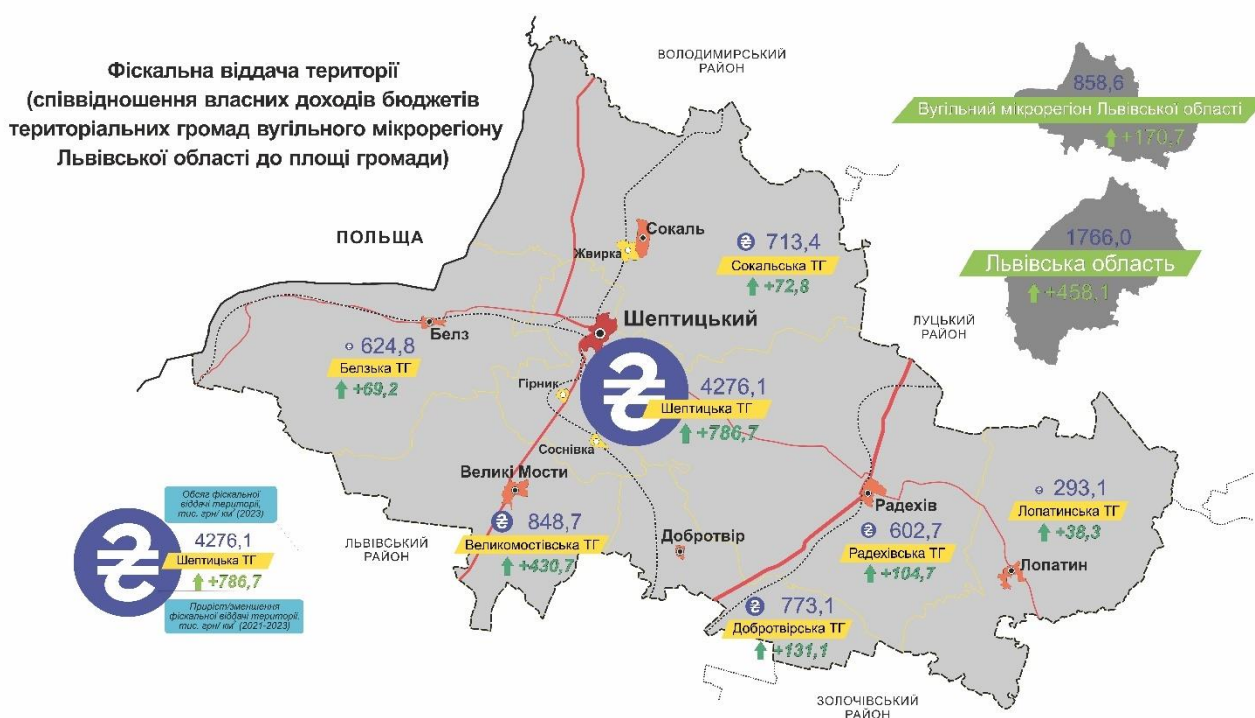 Фіскальна віддача території
(співвідношення власних доходів бюджетів
територіальних громад вугільного мікрорегіону
Львівської області до площі громади)
ВОЛОДИМИРСЬКИЙ
РАЙОН
858,6
Вугільний мікрорегіон Львівської області
+170,7
1766,0
Львівська область
+458,1
ПОЛЬЩА
Сокаль
Жвирка
₴ 713,4
Сокальська ТГ
+72,8
Шептицький
Белз
624,8
Белзька ТГ
+69,2
ЛУЦЬКИЙ
РАЙОН
Гірник
₴ 4276,1
Шептицька ТГ
+786,7
Соснівка
Великі Мости
₴ 848,7
Великомостівська ТГ
+430,7
ЛЬВІВСЬКИЙ
РАЙОН
Добротвір
Радехів
₴ 602,7
Радехівська ТГ
+104,7
293,1
Лопатинська ТГ
+38,3
Лопатин
₴ 773,1
Добротвірська ТГ
+131,1
ЗОЛОЧІВСЬКИЙ
РАЙОН
Обсяг фіскальної
віддачі території,
тис. грн/ км² (2023)
₴ 4276,1
Шептицька ТГ
+786,7
Приріст/зменшення
фіскальної віддачі території,
тис. грн/ км² (2021-2023)